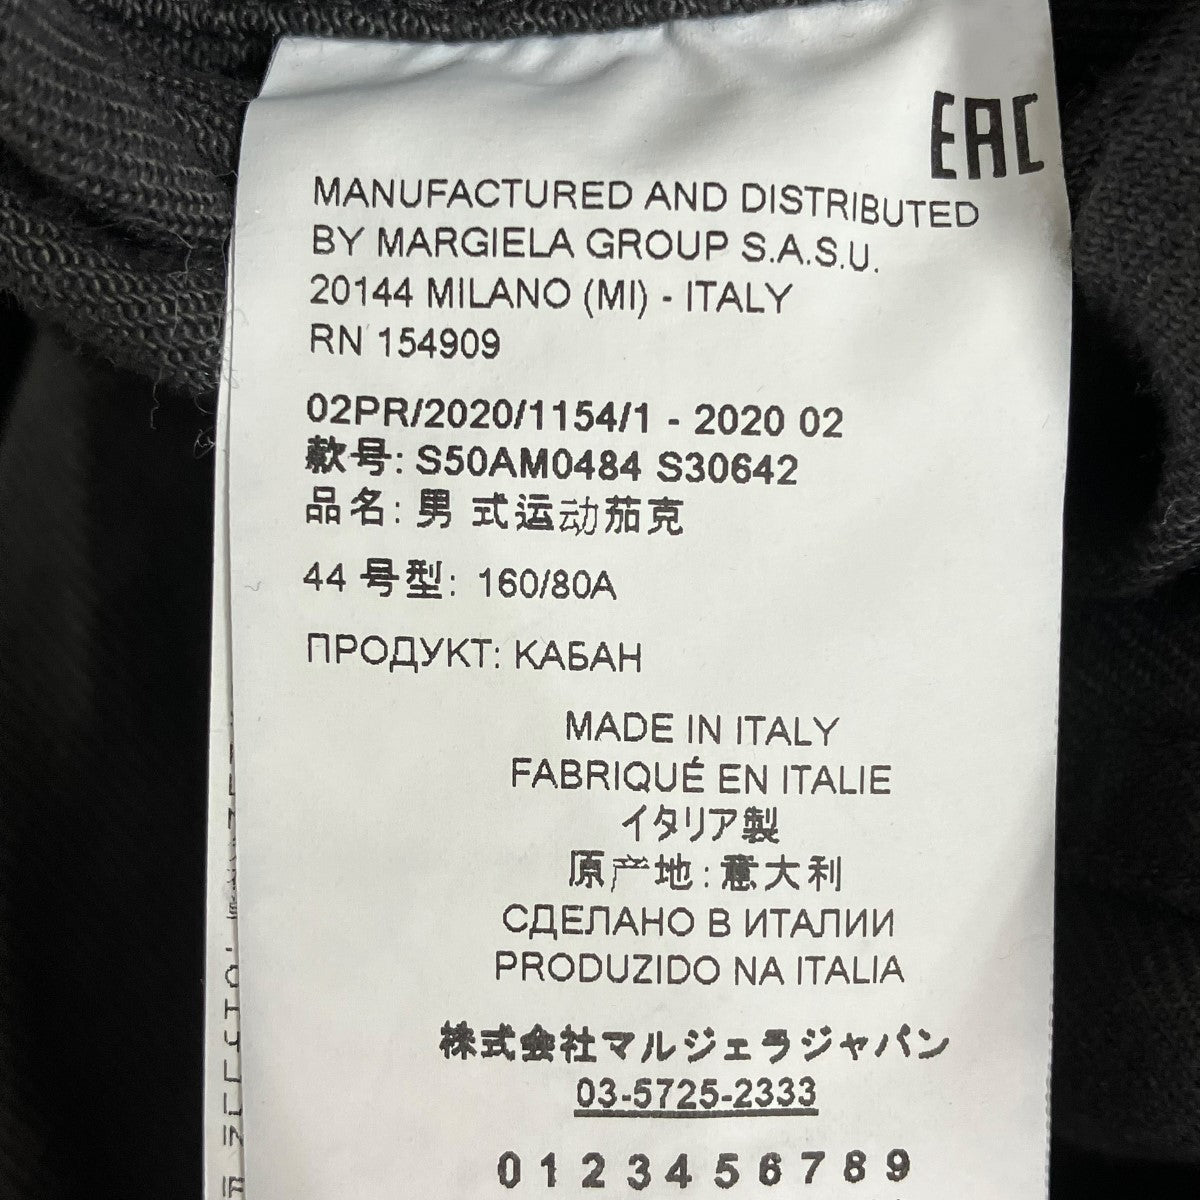 EAC
MANUFACTURED AND DISTRIBUTED
BY MARGIELA GROUP S.A.S.U.
20144 MILANO (MI) - ITALY
RN 154909
02PR/2020/1154/1 - 2020 02
款号: S50AM0484 S30642
品名: 男 式运动茄克
44 号型: 160/80A
ПРОДУКТ: КАБАН
MADE IN ITALY
FABRIQUÉ EN ITALIE
イタリア製
原产地: 意大利
СДЕЛАНО В ИТАЛИИ
PRODUZIDO NA ITALIA
株式会社マルジェラジャパン
03-5725-2333
0 1 2 3 4 5 6 7 8 9